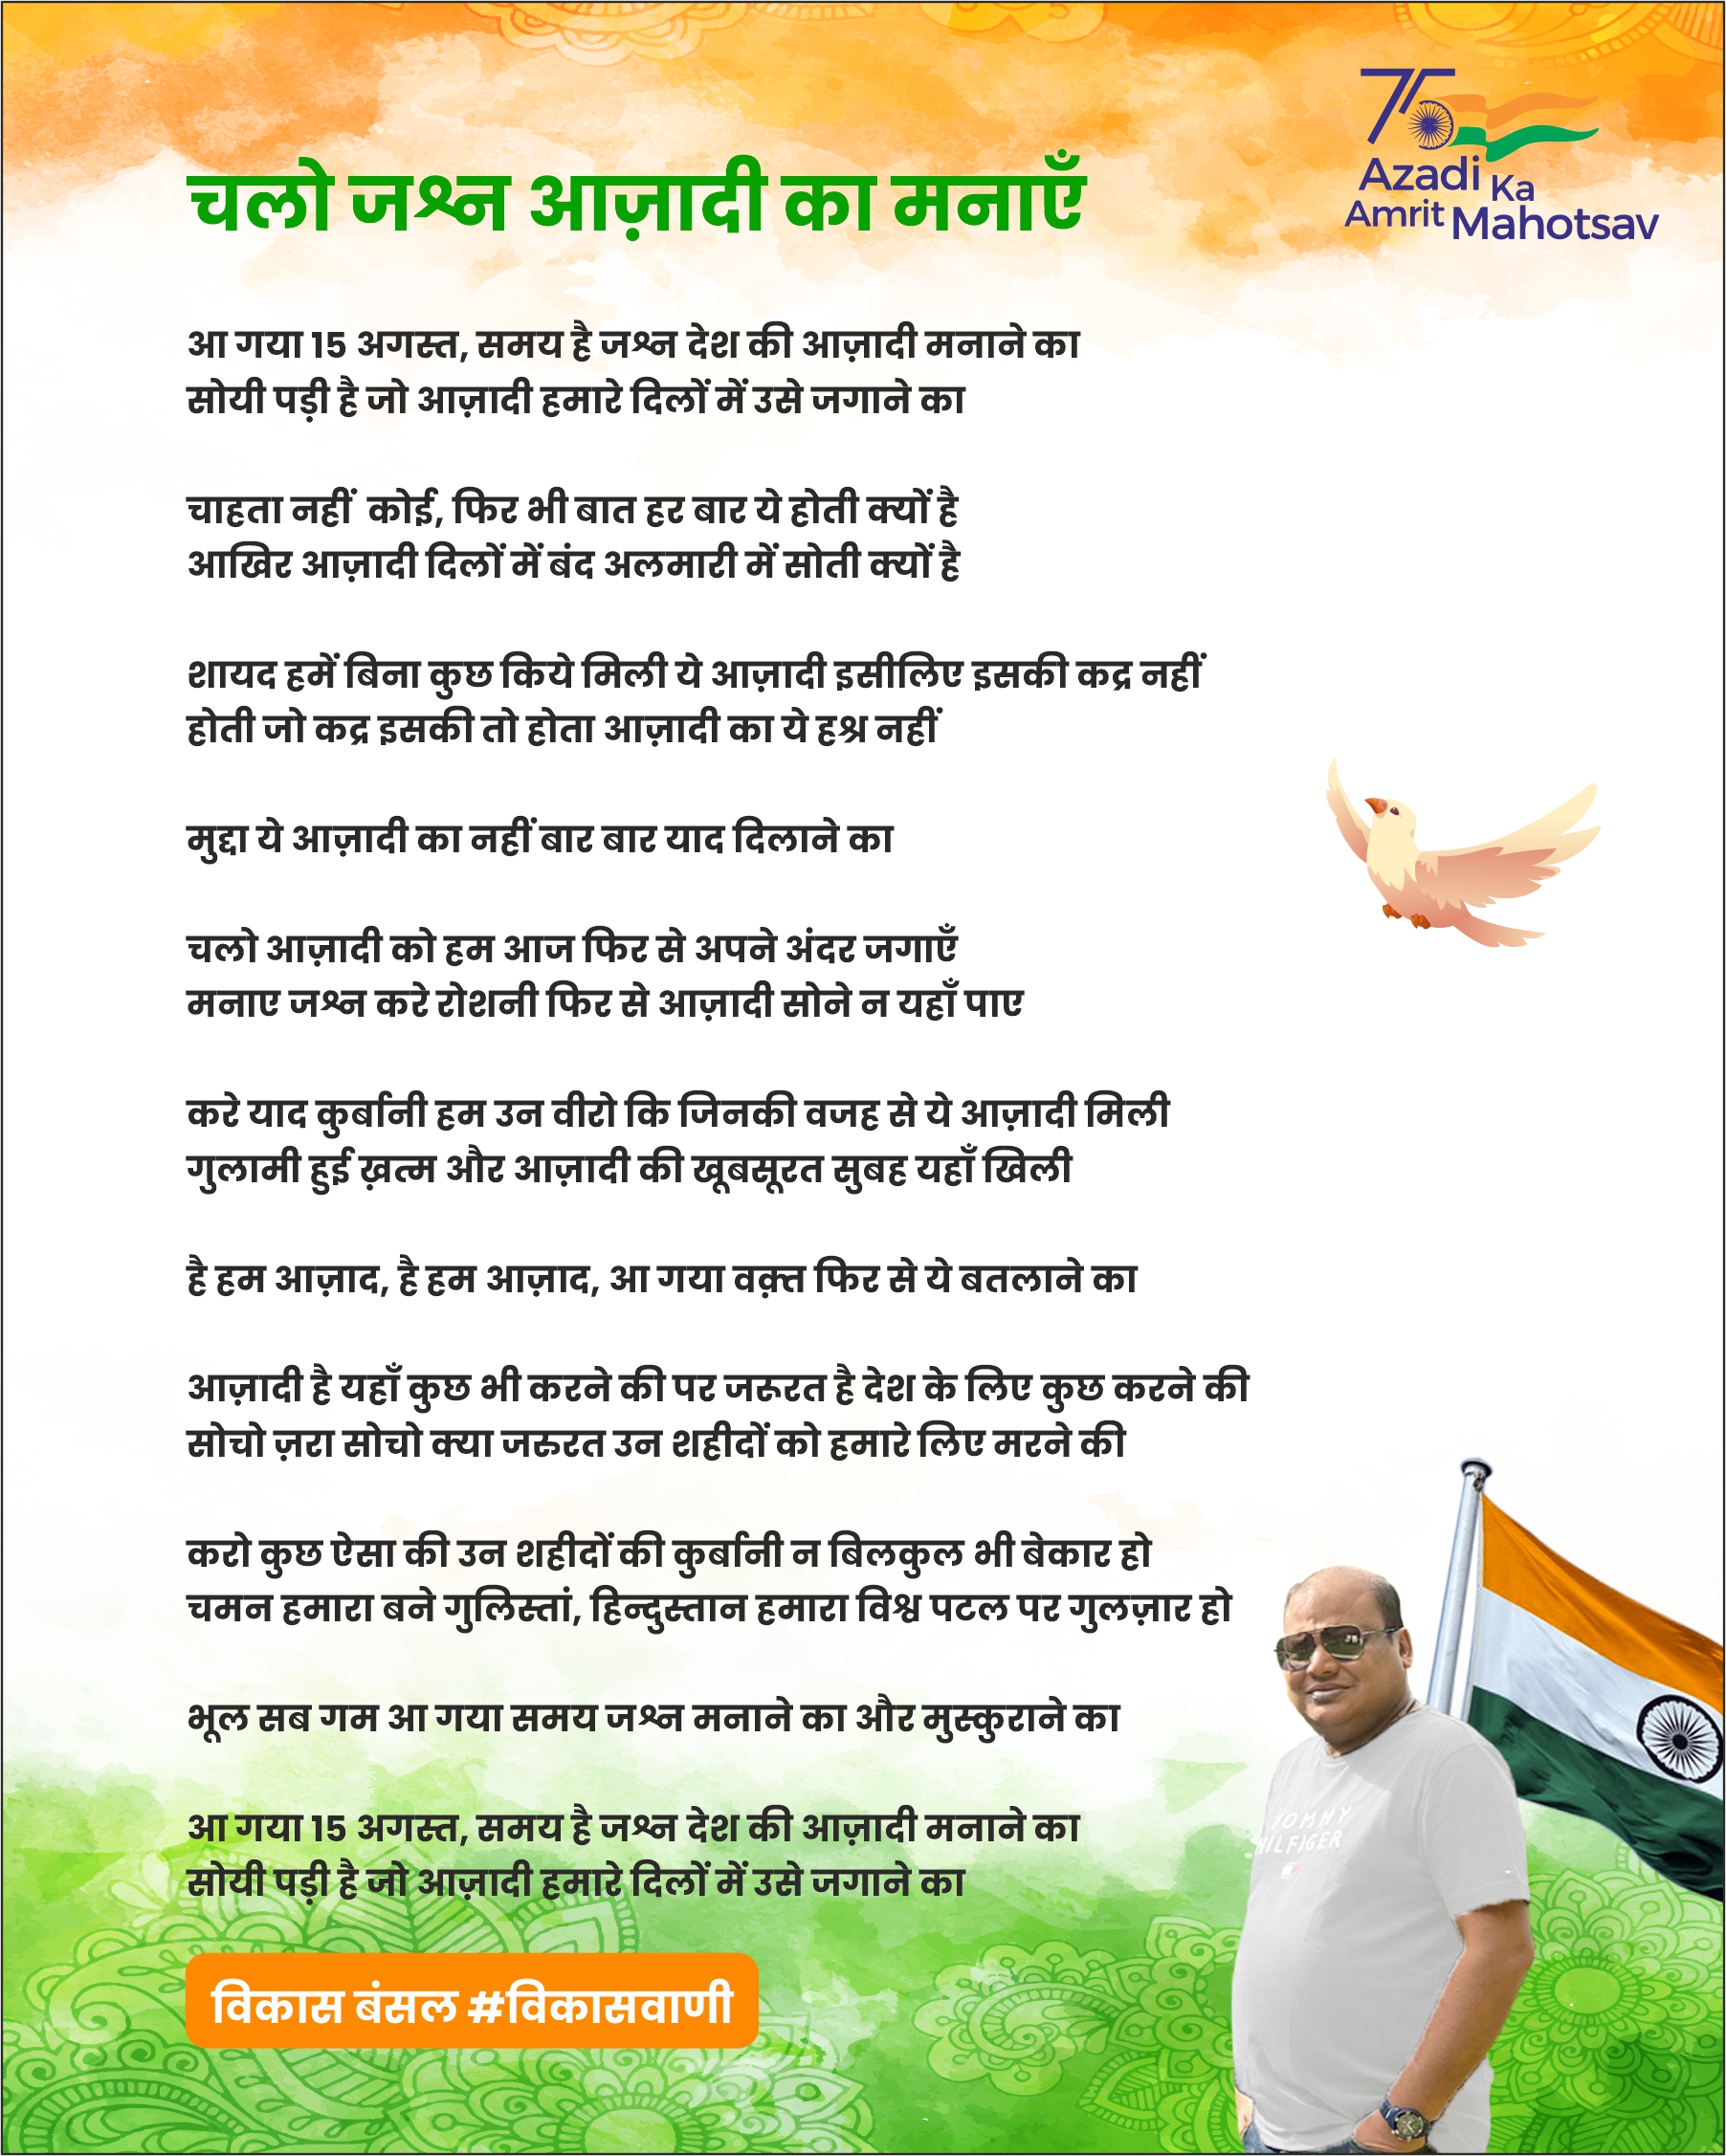 75
Azadi Ka
Amrit Mahotsav
चलो जश्न आज़ादी का मनाएँ
आ गया 15 अगस्त, समय है जश्न देश की आज़ादी मनाने का
सोयी पड़ी है जो आज़ादी हमारे दिलों में उसे जगाने का
चाहता नहीं कोई, फिर भी बात हर बार ये होती क्यों है
आखिर आज़ादी दिलों में बंद अलमारी में सोती क्यों है
शायद हमें बिना कुछ किये मिली ये आज़ादी इसीलिए इसकी कद्र नहीं
होती जो कद्र इसकी तो होता आज़ादी का ये हश्र नहीं
मुद्दा ये आज़ादी का नहीं बार बार याद दिलाने का
चलो आज़ादी को हम आज फिर से अपने अंदर जगाएँ
मनाए जश्न करे रोशनी फिर से आज़ादी सोने न यहाँ पाए
करे याद कुर्बानी हम उन वीरो कि जिनकी वजह से ये आज़ादी मिली
गुलामी हुई ख़त्म और आज़ादी की खूबसूरत सुबह यहाँ खिली
है हम आज़ाद, है हम आज़ाद, आ गया वक़्त फिर से ये बतलाने का
आज़ादी है यहाँ कुछ भी करने की पर जरूरत है देश के लिए कुछ करने की
सोचो ज़रा सोचो क्या जरुरत उन शहीदों को हमारे लिए मरने की
करो कुछ ऐसा की उन शहीदों की कुर्बानी न बिलकुल भी बेकार हो
चमन हमारा बने गुलिस्तां, हिन्दुस्तान हमारा विश्व पटल पर गुलज़ार हो
भूल सब गम आ गया समय जश्न मनाने का और मुस्कुराने का
आ गया 15 अगस्त, समय है जश्न देश की आज़ादी मनाने का
सोयी पड़ी है जो आज़ादी हमारे दिलों में उसे जगाने का
TOMMY
HILFIGER
विकास बंसल #विकासवाणी